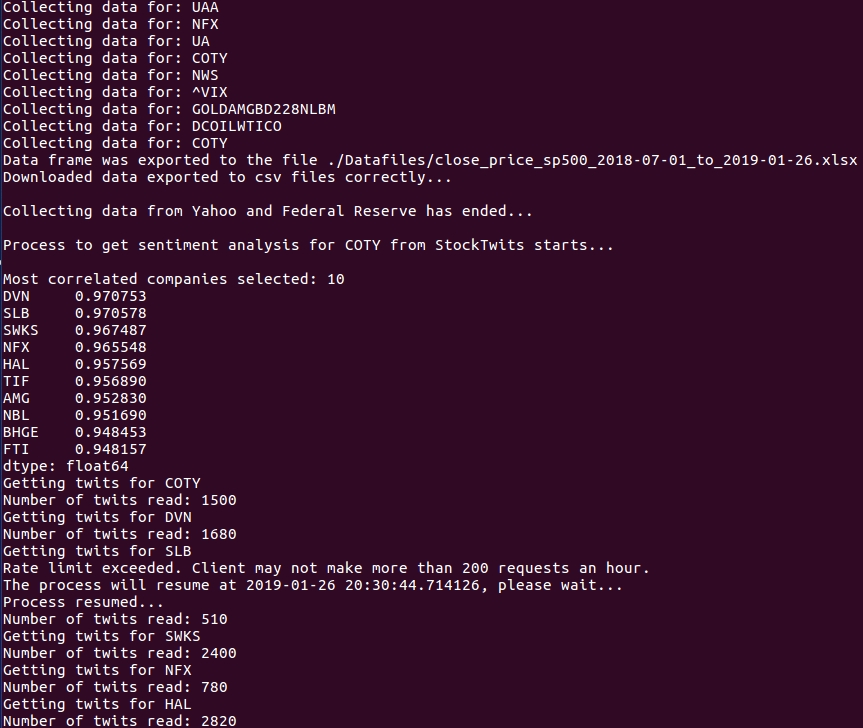 Collecting data for: UAA
Collecting data for: NFX
Collecting data for: UA
Collecting data for: COTY
Collecting data for: NWS
Collecting data for: ^VIX
Collecting data for: GOLDAMGBD228NLBM
Collecting data for: DCOILWTICO
Collecting data for: COTY
Data frame was exported to the file ./Datafiles/close_price_sp500_2018-07-01_to_2019-01-26.xlsx
Downloaded data exported to csv files correctly...
Collecting data from Yahoo and Federal Reserve has ended...
Process to get sentiment analysis for COTY from StockTwits starts...
Most correlated companies selected: 10
DVN     0.970753
SLB     0.970578
SWKS    0.967487
NFX     0.965548
HAL     0.957569
TIF     0.956890
AMG     0.952830
NBL     0.951690
BHGE    0.948453
FTI     0.948157
dtype: float64
Getting twits for COTY
Number of twits read: 1500
Getting twits for DVN
Number of twits read: 1680
Getting twits for SLB
Rate limit exceeded. Client may not make more than 200 requests an hour.
The process will resume at 2019-01-26 20:30:44.714126, please wait...
Process resumed...
Number of twits read: 510
Getting twits for SWKS
Number of twits read: 2400
Getting twits for NFX
Number of twits read: 780
Getting twits for HAL
Number of twits read: 2820